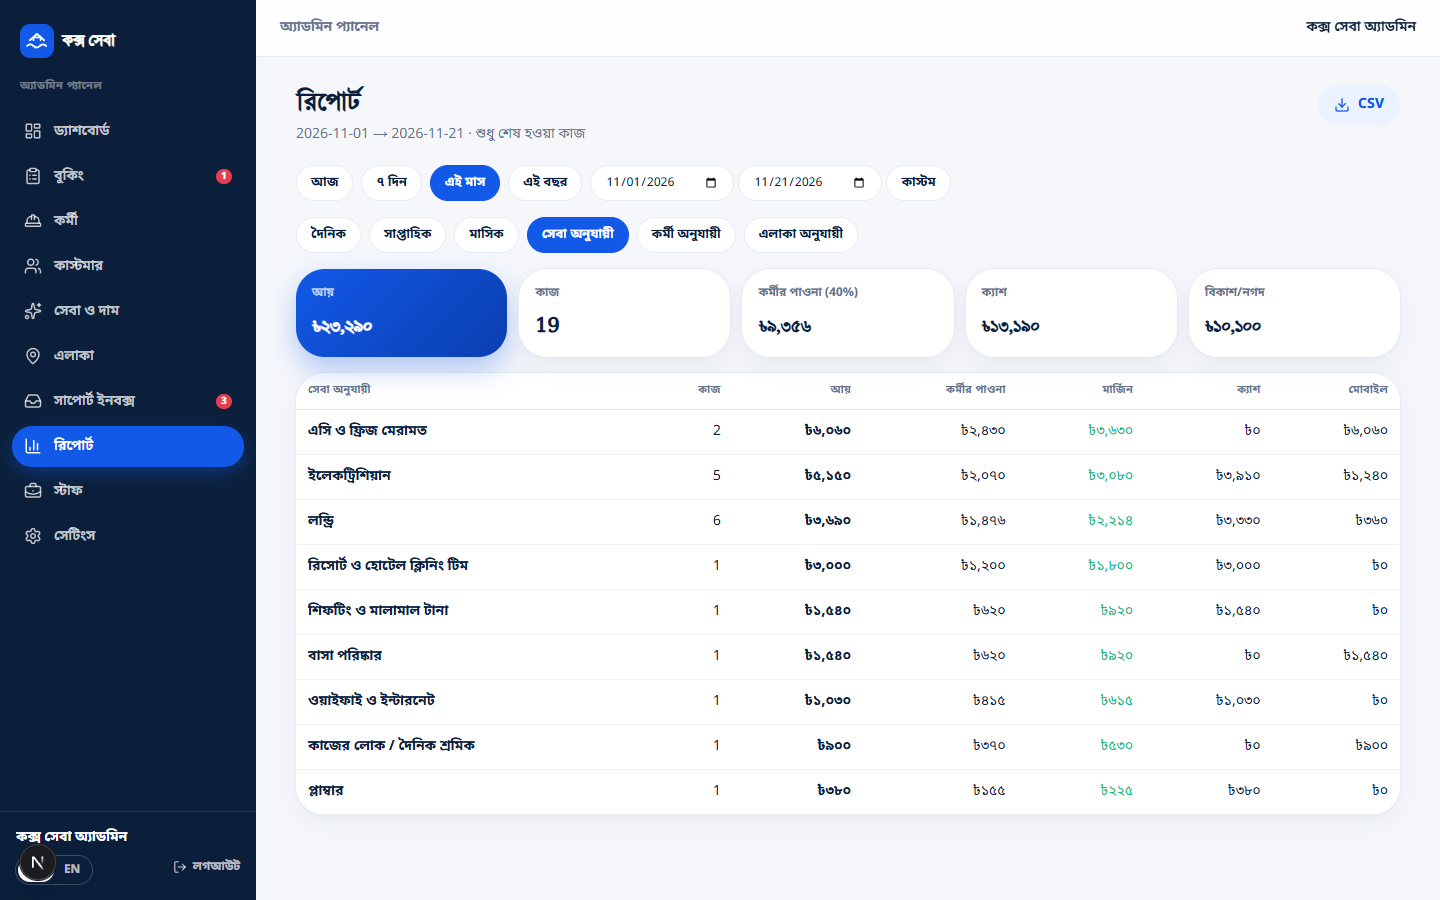 কক্স সেবা
অ্যাডমিন প্যানেল
ড্যাশবোর্ড
বুকিং 1
কর্মী
কাস্টমার
সেবা ও দাম
এলাকা
সাপোর্ট ইনবক্স 3
রিপোর্ট
স্টাফ
সেটিংস
কক্স সেবা অ্যাডমিন
N EN লগআউট
অ্যাডমিন প্যানেল কক্স সেবা অ্যাডমিন
রিপোর্ট CSV
2026-11-01 → 2026-11-21 · শুধু শেষ হওয়া কাজ
আজ ৭ দিন এই মাস এই বছর 11/01/2026 11/21/2026 কাস্টম
দৈনিক সাপ্তাহিক মাসিক সেবা অনুযায়ী কর্মী অনুযায়ী এলাকা অনুযায়ী
আয় কাজ কর্মীর পাওনা (40%) ক্যাশ বিকাশ/নগদ
৳২৩,২৯০ 19 ৳৯,৩৫৬ ৳১৩,১৯০ ৳১০,১০০
সেবা অনুযায়ী কাজ আয় কর্মীর পাওনা মার্জিন ক্যাশ মোবাইল
এসি ও ফ্রিজ মেরামত 2 ৳৬,০৬০ ৳২,৪৩০ ৳৩,৬৩০ ৳০ ৳৬,০৬০
ইলেকট্রিশিয়ান 5 ৳৫,১৫০ ৳২,০৭০ ৳৩,০৮০ ৳৩,৯১০ ৳১,২৪০
লন্ড্রি 6 ৳৩,৬৯০ ৳১,৪৭৬ ৳২,২১৪ ৳৩,৩৩০ ৳৩৬০
রিসোর্ট ও হোটেল ক্লিনিং টিম 1 ৳৩,০০০ ৳১,২০০ ৳১,৮০০ ৳৩,০০০ ৳০
শিফটিং ও মালামাল টানা 1 ৳১,৫৪০ ৳৬২০ ৳৯২০ ৳১,৫৪০ ৳০
বাসা পরিষ্কার 1 ৳১,৫৪০ ৳৬২০ ৳৯২০ ৳০ ৳১,৫৪০
ওয়াইফাই ও ইন্টারনেট 1 ৳১,০৩০ ৳৪১৫ ৳৬১৫ ৳১,০৩০ ৳০
কাজের লোক / দৈনিক শ্রমিক 1 ৳৯০০ ৳৩৭০ ৳৫৩০ ৳০ ৳৯০০
প্লাম্বার 1 ৳৩৮০ ৳১৫৫ ৳২২৫ ৳৩৮০ ৳০